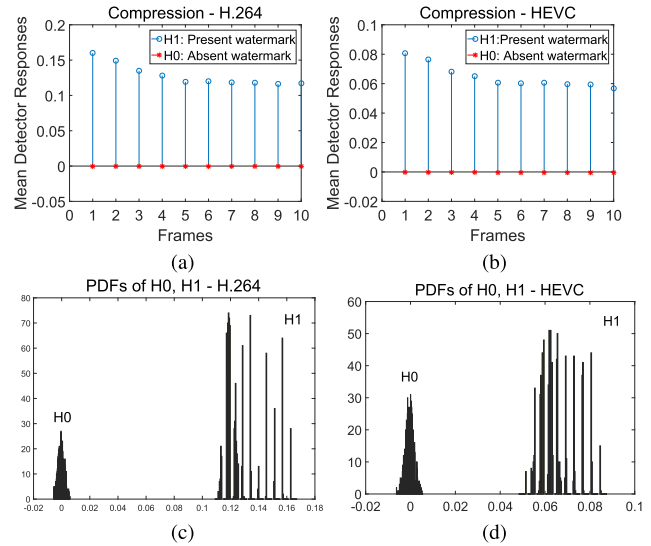 Compression - H.264
Mean Detector Responses
0.2
0.15
0.1
0.05
0
-0.05
H1: Present watermark
H0: Absent watermark
0 1 2 3 4 5 6 7 8 9 10
Frames
(a)
Compression - HEVC
Mean Detector Responses
0.1
0.08
0.06
0.04
0.02
0
-0.02
H1:Present watermark
H0: Absent watermark
0 1 2 3 4 5 6 7 8 9 10
Frames
(b)
PDFs of H0, H1 - H.264
80
70
60
50
40
30
20
10
0
H0
H1
-0.02 0 0.02 0.04 0.06 0.08 0.1 0.12 0.14 0.16 0.18
(c)
PDFs of H0, H1 - HEVC
60
50
40
30
20
10
0
H0
H1
-0.02 0 0.02 0.04 0.06 0.08 0.1
(d)